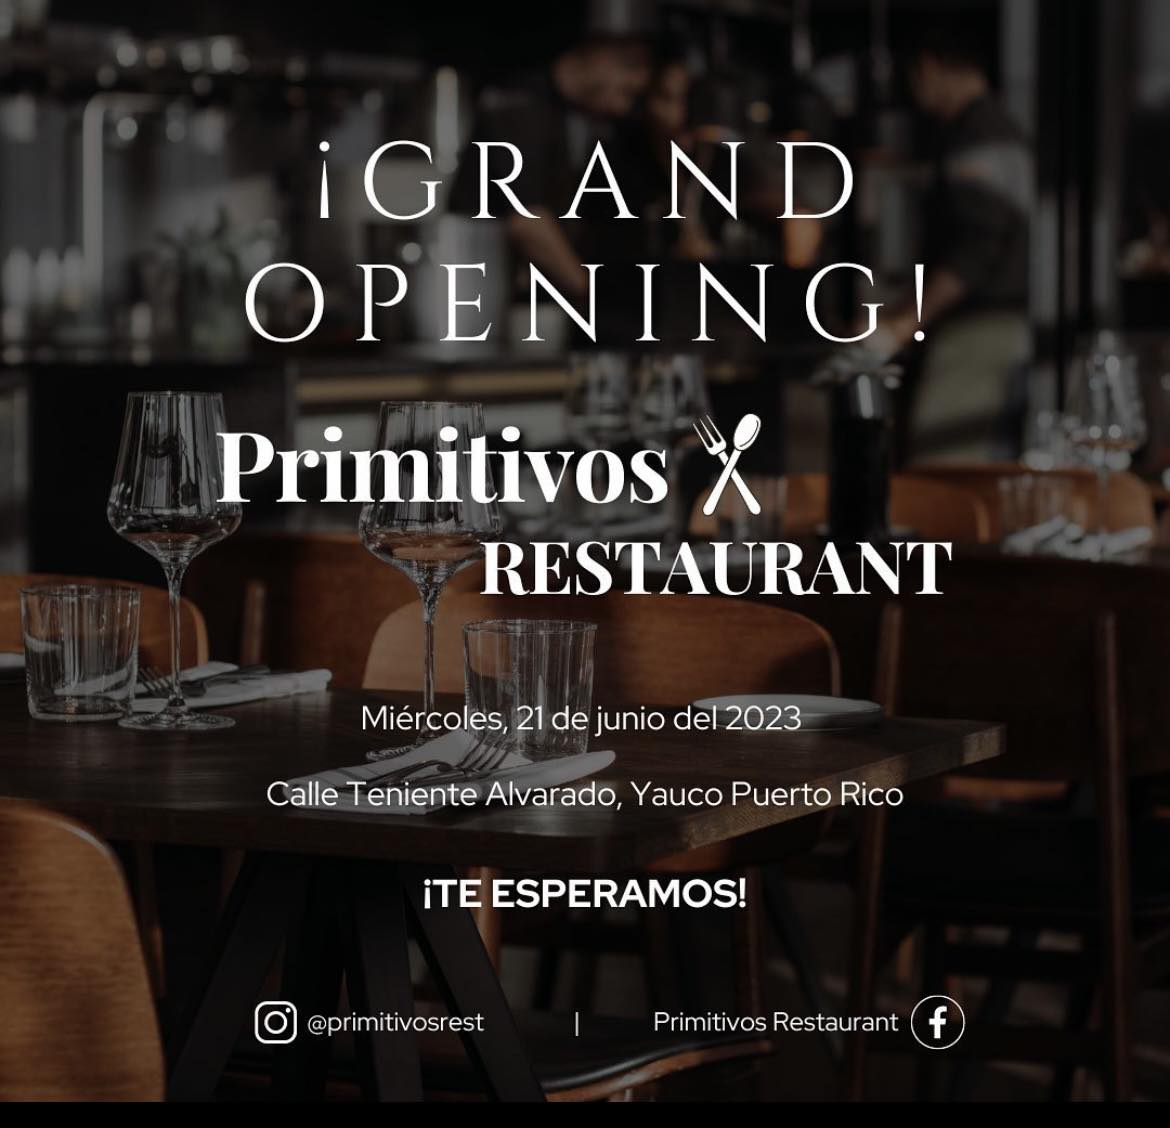 ¡GRAND
OPENING!
Primitivos
RESTAURANT
Miércoles, 21 de junio del 2023
Calle Teniente Alvarado, Yauco Puerto Rico
¡TE ESPERAMOS!
@primitivosrest | Primitivos Restaurant